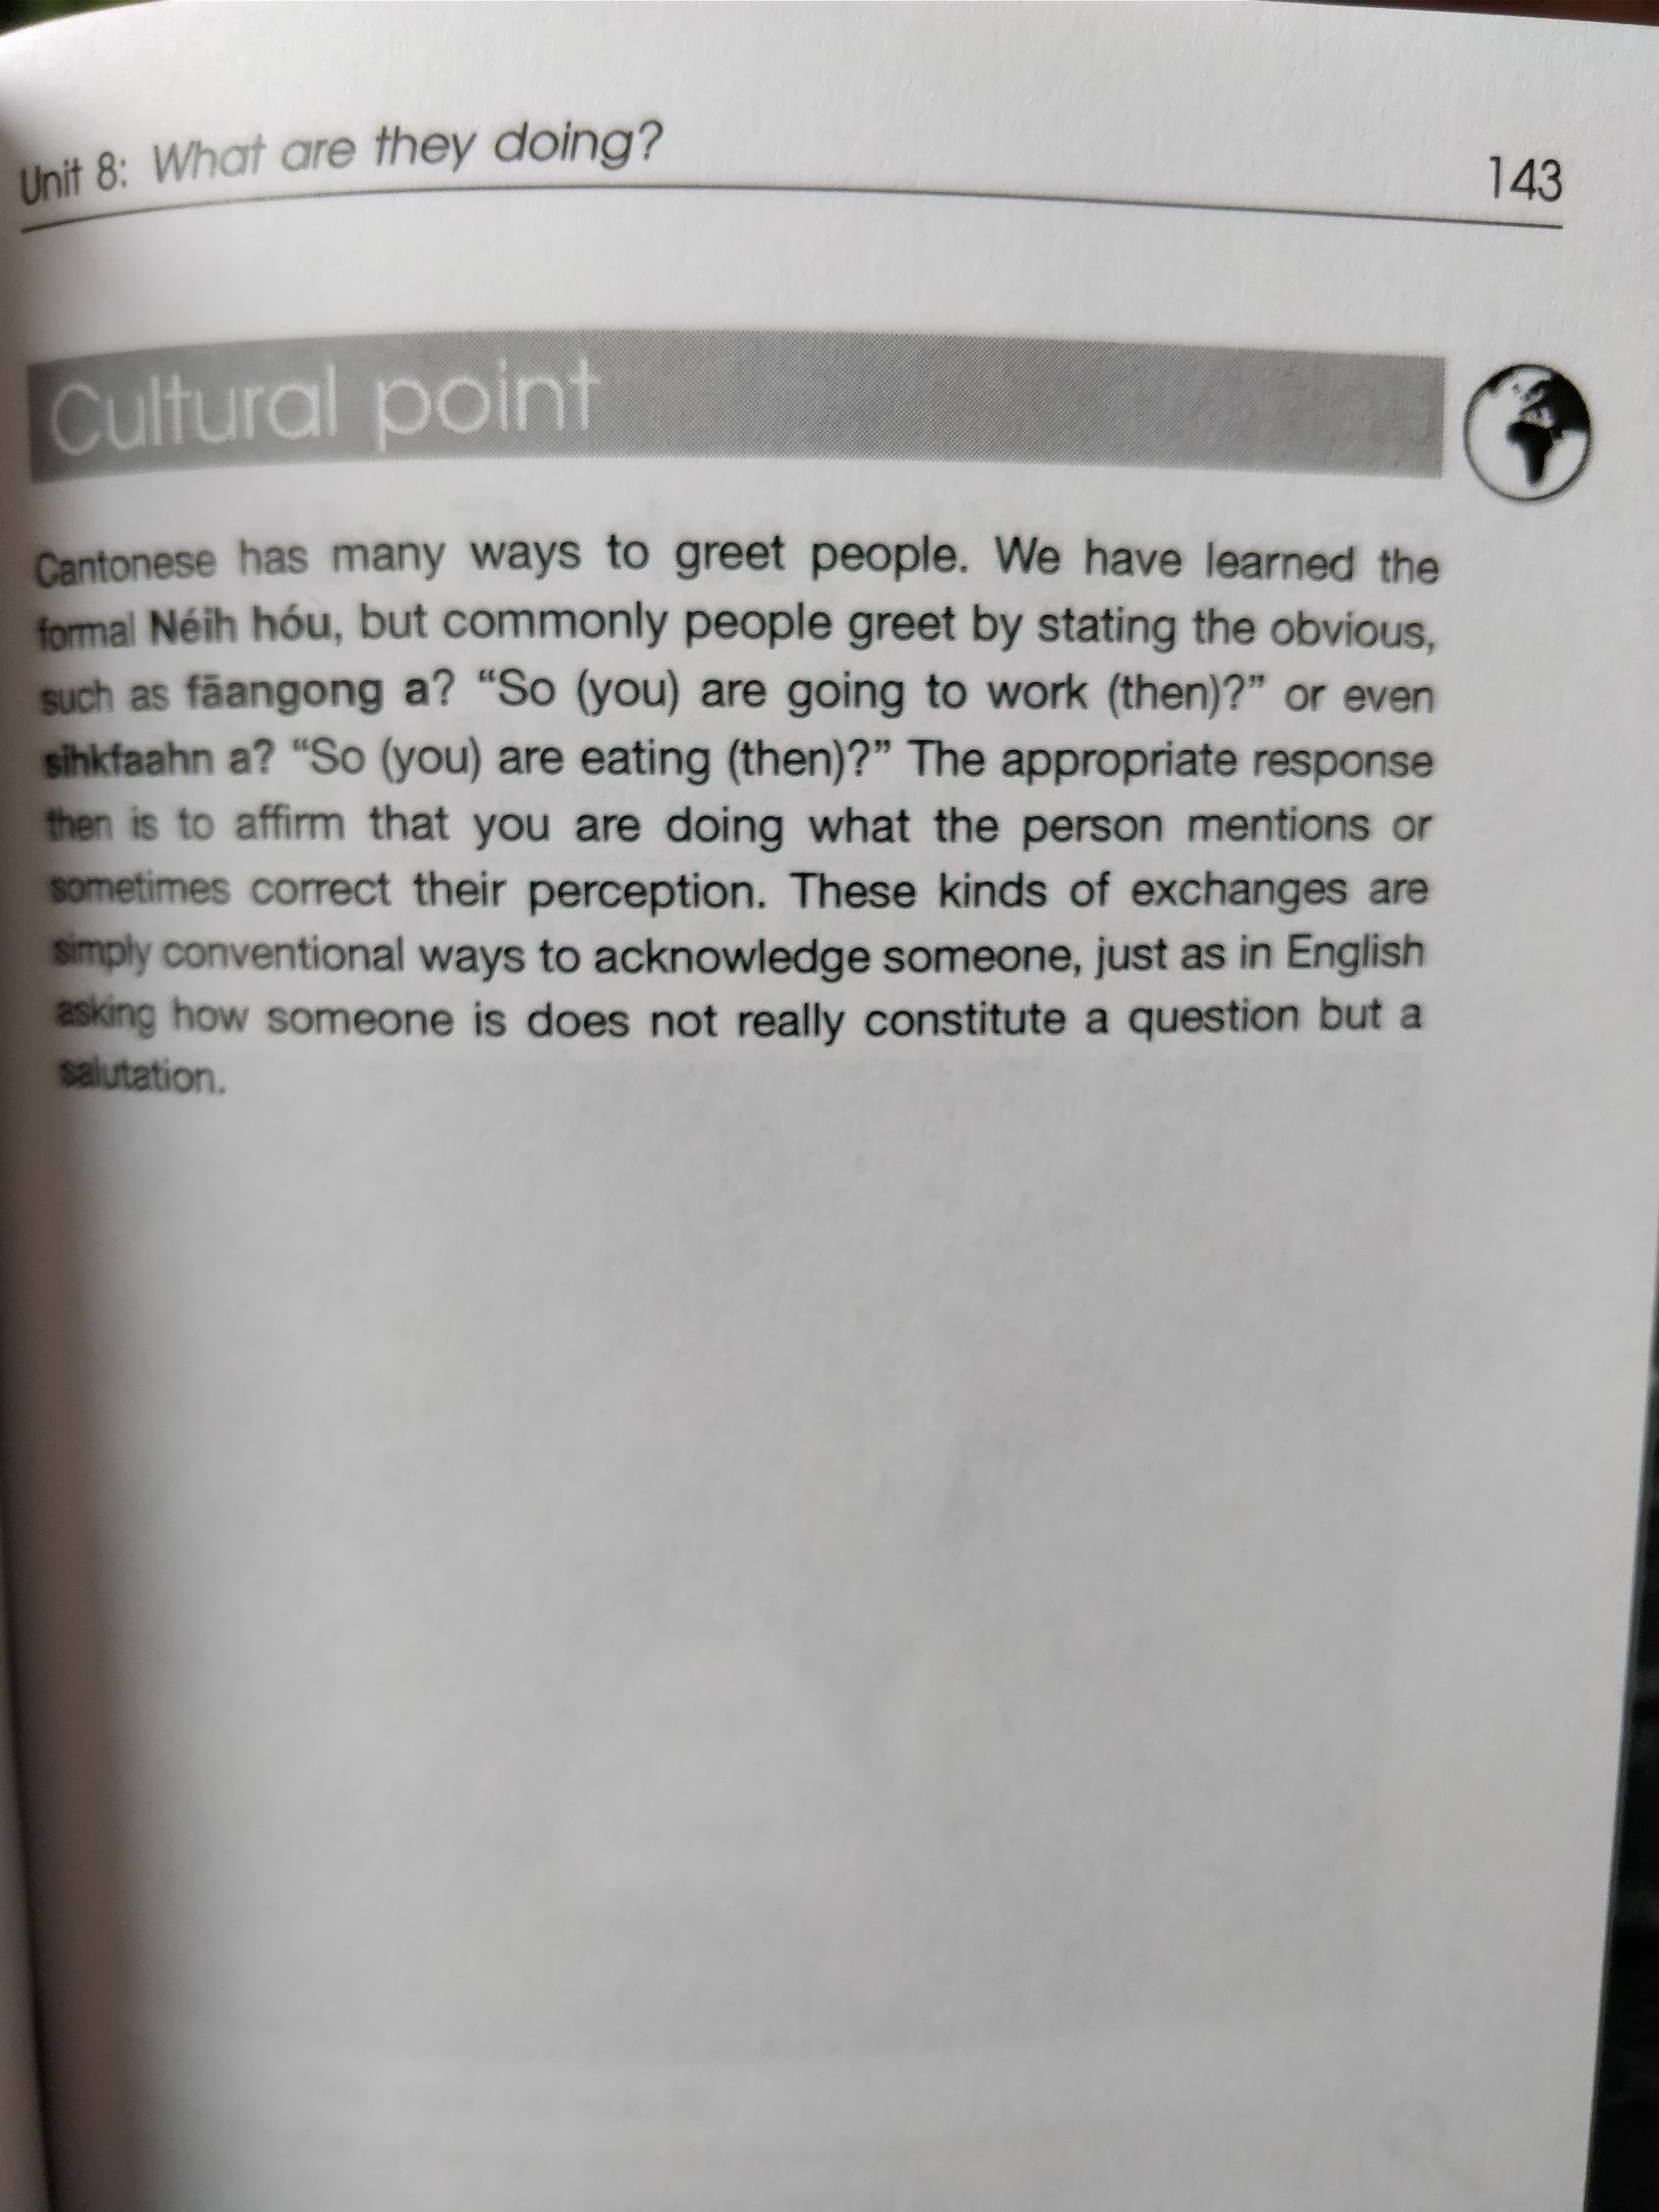 Unit 8: What are they doing?
143
Cultural point
Cantonese has many ways to greet people. We have learned the
formal Néih hóu, but commonly people greet by stating the obvious,
such as fāangong a? “So (you) are going to work (then)?” or even
sihkfaahn a? “So (you) are eating (then)?” The appropriate response
then is to affirm that you are doing what the person mentions or
sometimes correct their perception. These kinds of exchanges are
simply conventional ways to acknowledge someone, just as in English
asking how someone is does not really constitute a question but a
salutation.